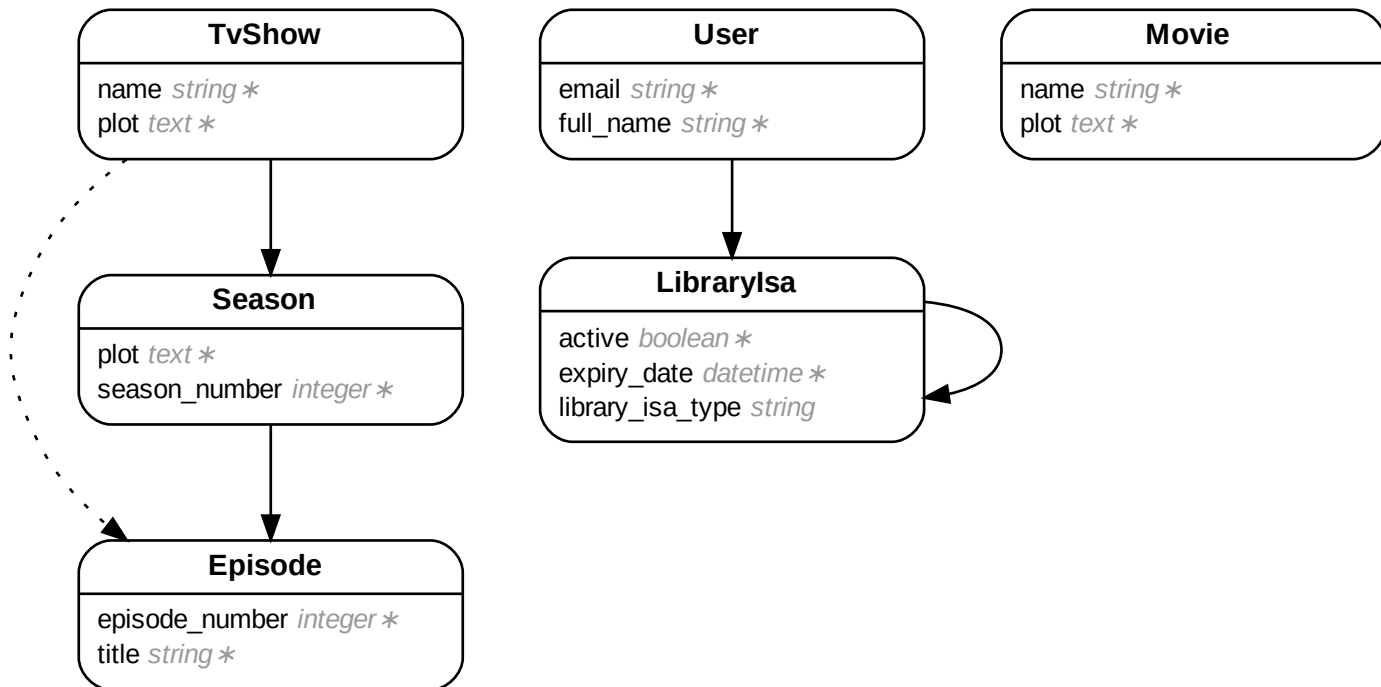 TvShow
name string ∗
plot text ∗
User
email string ∗
full_name string ∗
Movie
name string ∗
plot text ∗
Season
plot text ∗
season_number integer ∗
LibraryIsa
active boolean ∗
expiry_date datetime ∗
library_isa_type string
Episode
episode_number integer ∗
title string ∗